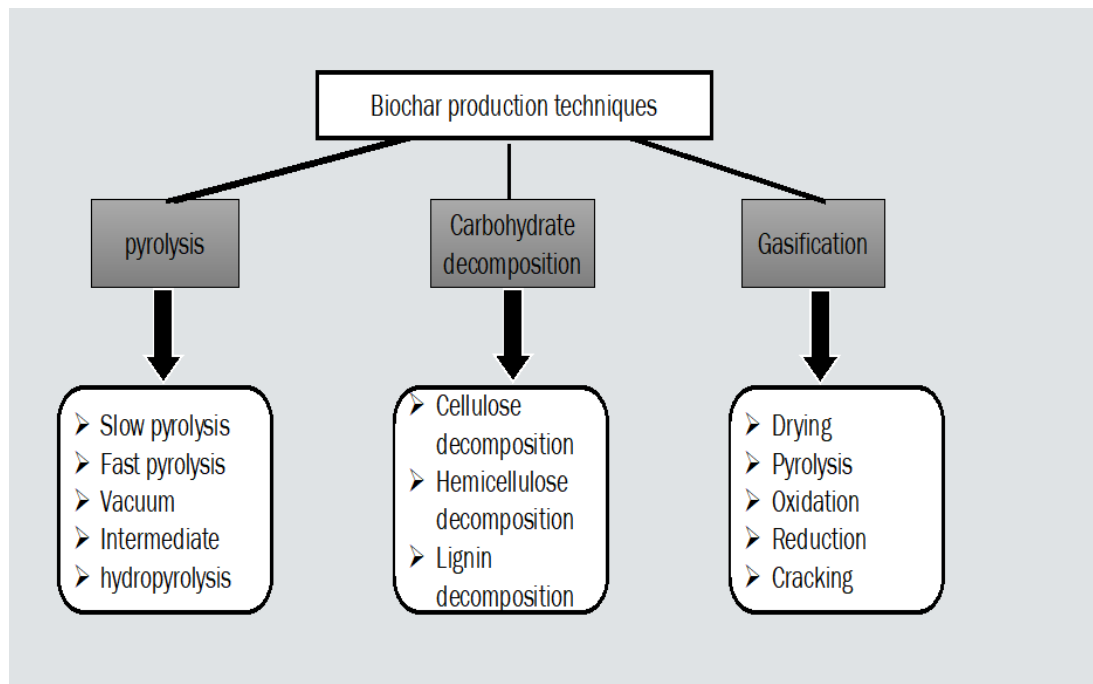 Biochar production techniques
pyrolysis
Carbohydrate
decomposition
Gasification
➢ Slow pyrolysis
➢ Fast pyrolysis
➢ Vacuum
➢ Intermediate
➢ hydropyrolysis
➢ Cellulose
decomposition
➢ Hemicellulose
decomposition
➢ Lignin
decomposition
➢ Drying
➢ Pyrolysis
➢ Oxidation
➢ Reduction
➢ Cracking